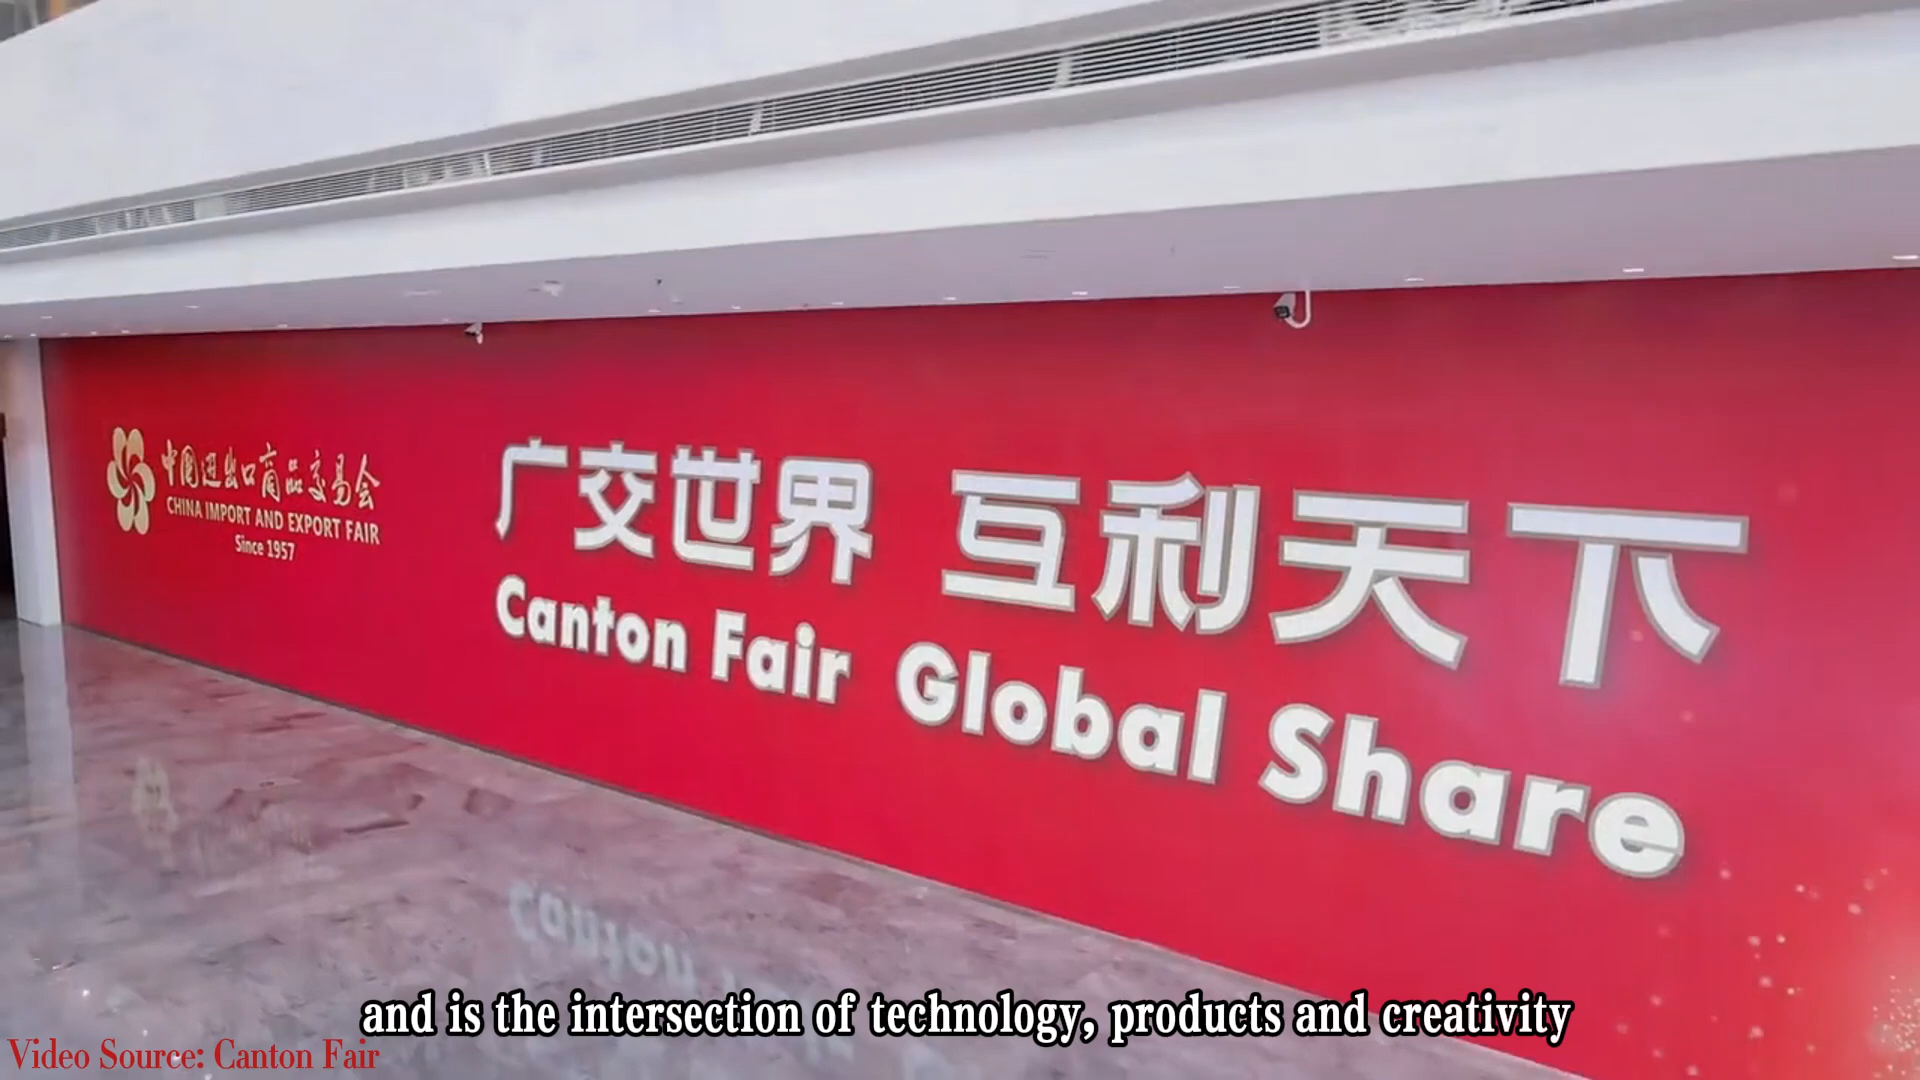 中国进出口商品交易会
CHINA IMPORT AND EXPORT FAIR
Since 1957
广交世界 互利天下
Canton Fair Global Share
and is the intersection of technology, products and creativity
Video Source: Canton Fair